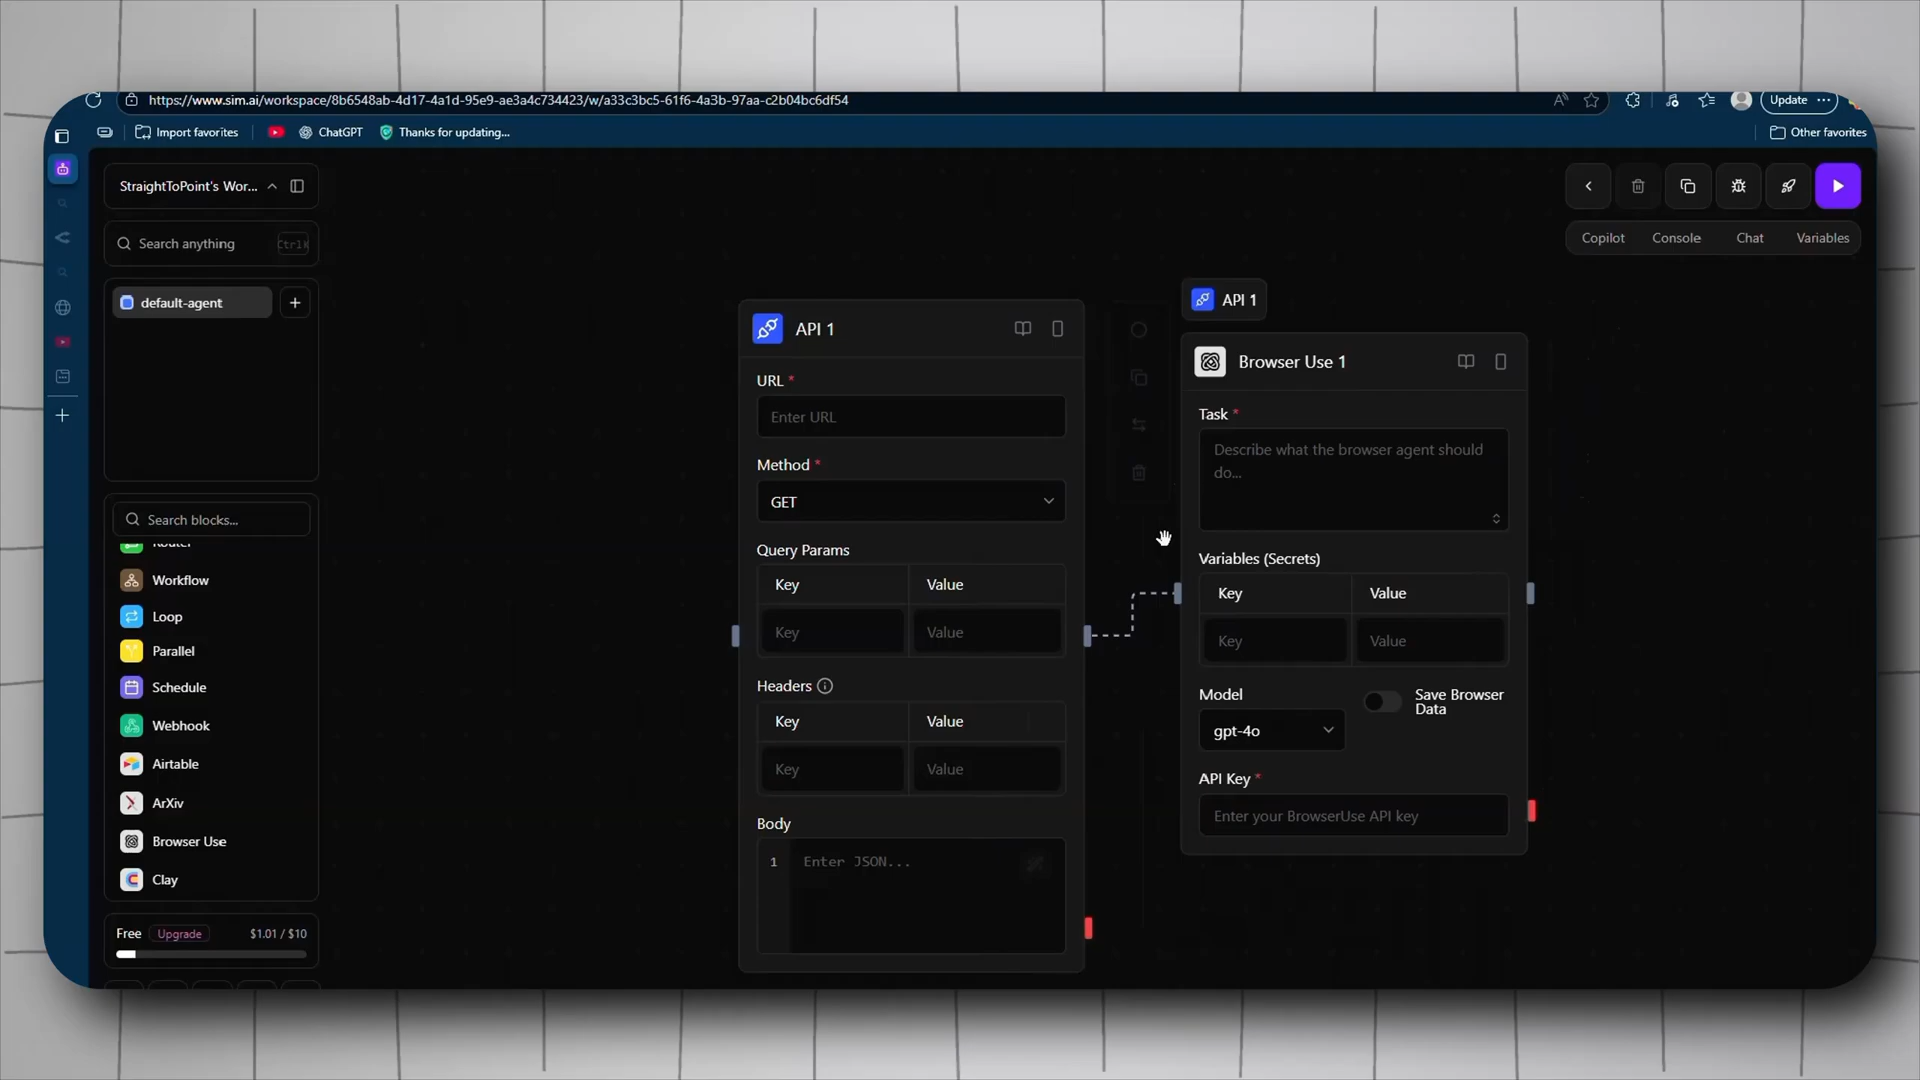 https://www.sim.ai/workspace/8b6548ab-4d17-4a1d-95e9-ae3a4c734423/w/a33c3bc5-61f6-4a3b-97aa-c2b04bc6df54
Update
Import favorites
ChatGPT
Thanks for updating...
Other favorites
StraightToPoint's Wor...
Search anything
Ctrl K
default-agent
Search blocks...
Router
Workflow
Loop
Parallel
Schedule
Webhook
Airtable
ArXiv
Browser Use
Clay
Free
Upgrade
$1.01 / $10
Copilot
Console
Chat
Variables
API 1
URL *
Enter URL
Method *
GET
Query Params
Key Value
Key Value
Headers
Key Value
Key Value
Body
1 Enter JSON...
API 1
Browser Use 1
Task *
Describe what the browser agent should
do...
Variables (Secrets)
Key Value
Key Value
Model
gpt-4o
Save Browser
Data
API Key *
Enter your BrowserUse API key